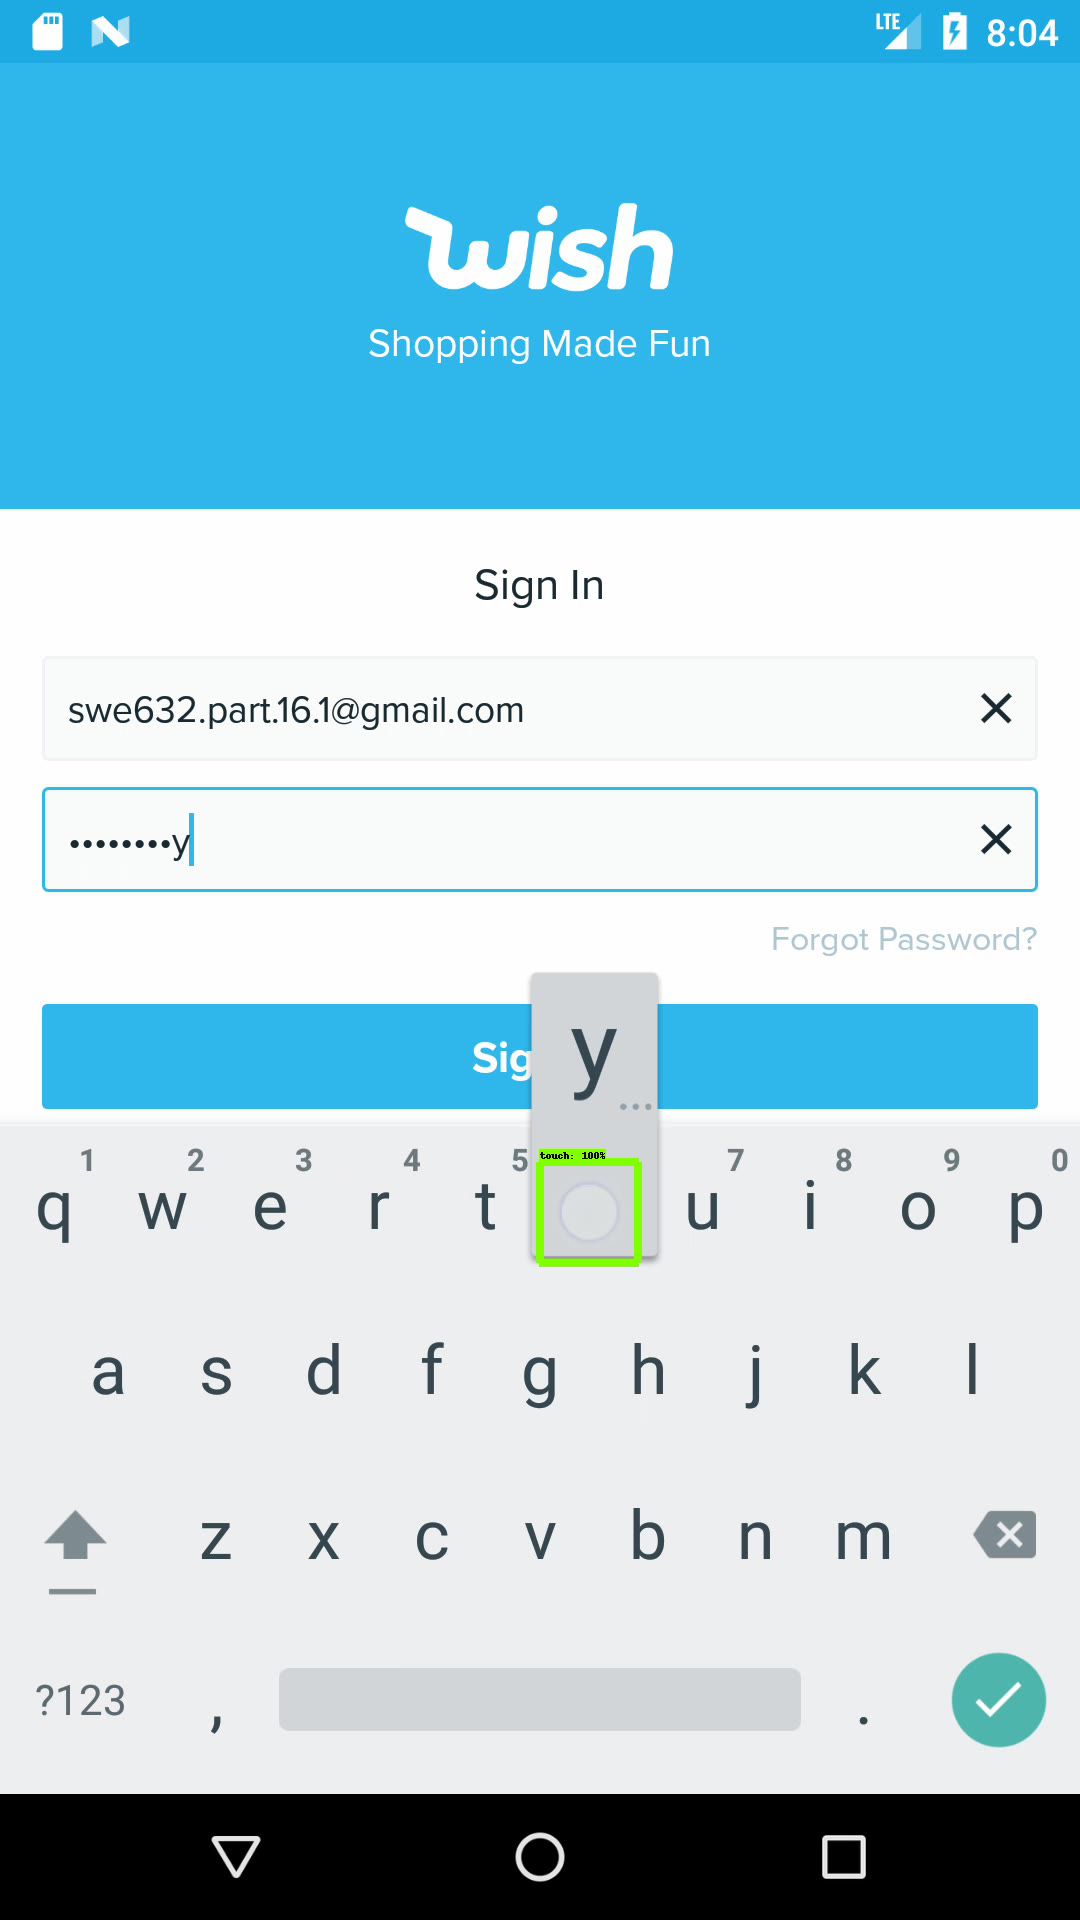 LTE 8:04
wish
Shopping Made Fun
Sign In
swe632.part.16.1@gmail.com
••••••••y
Forgot Password?
Sig
y
...
touch: 100%
1 2 3 4 5 7 8 9 0
q w e r t u i o p
a s d f g h j k l
z x c v b n m
?123 , .